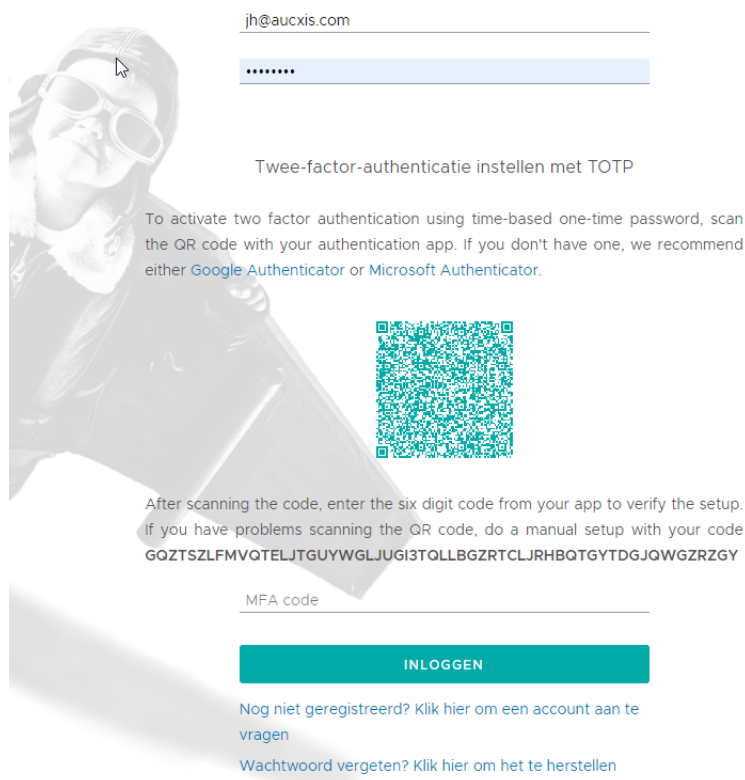 jh@aucxis.com
••••••••
Twee-factor-authenticatie instellen met TOTP
To activate two factor authentication using time-based one-time password, scan
the QR code with your authentication app. If you don't have one, we recommend
either Google Authenticator or Microsoft Authenticator.
After scanning the code, enter the six digit code from your app to verify the setup.
If you have problems scanning the QR code, do a manual setup with your code
GQZTSZLFMVQTELJTGUYWGLJUGI3TQLLBGZRTCLJRHBQTGYTDGJQWGZRZGY
MFA code
INLOGGEN
Nog niet geregistreerd? Klik hier om een account aan te
vragen
Wachtwoord vergeten? Klik hier om het te herstellen